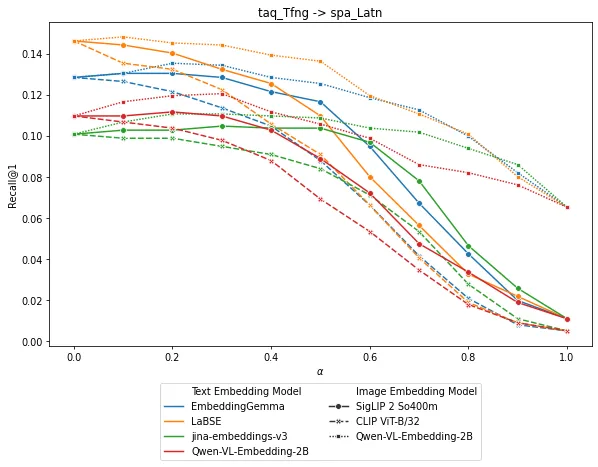 taq_Tfng -> spa_Latn
Recall@1
0.14
0.12
0.10
0.08
0.06
0.04
0.02
0.00
0.0 0.2 0.4 0.6 0.8 1.0
α
Text Embedding Model
EmbeddingGemma
LaBSE
jina-embeddings-v3
Qwen-VL-Embedding-2B
Image Embedding Model
SigLIP 2 So400m
CLIP ViT-B/32
Qwen-VL-Embedding-2B